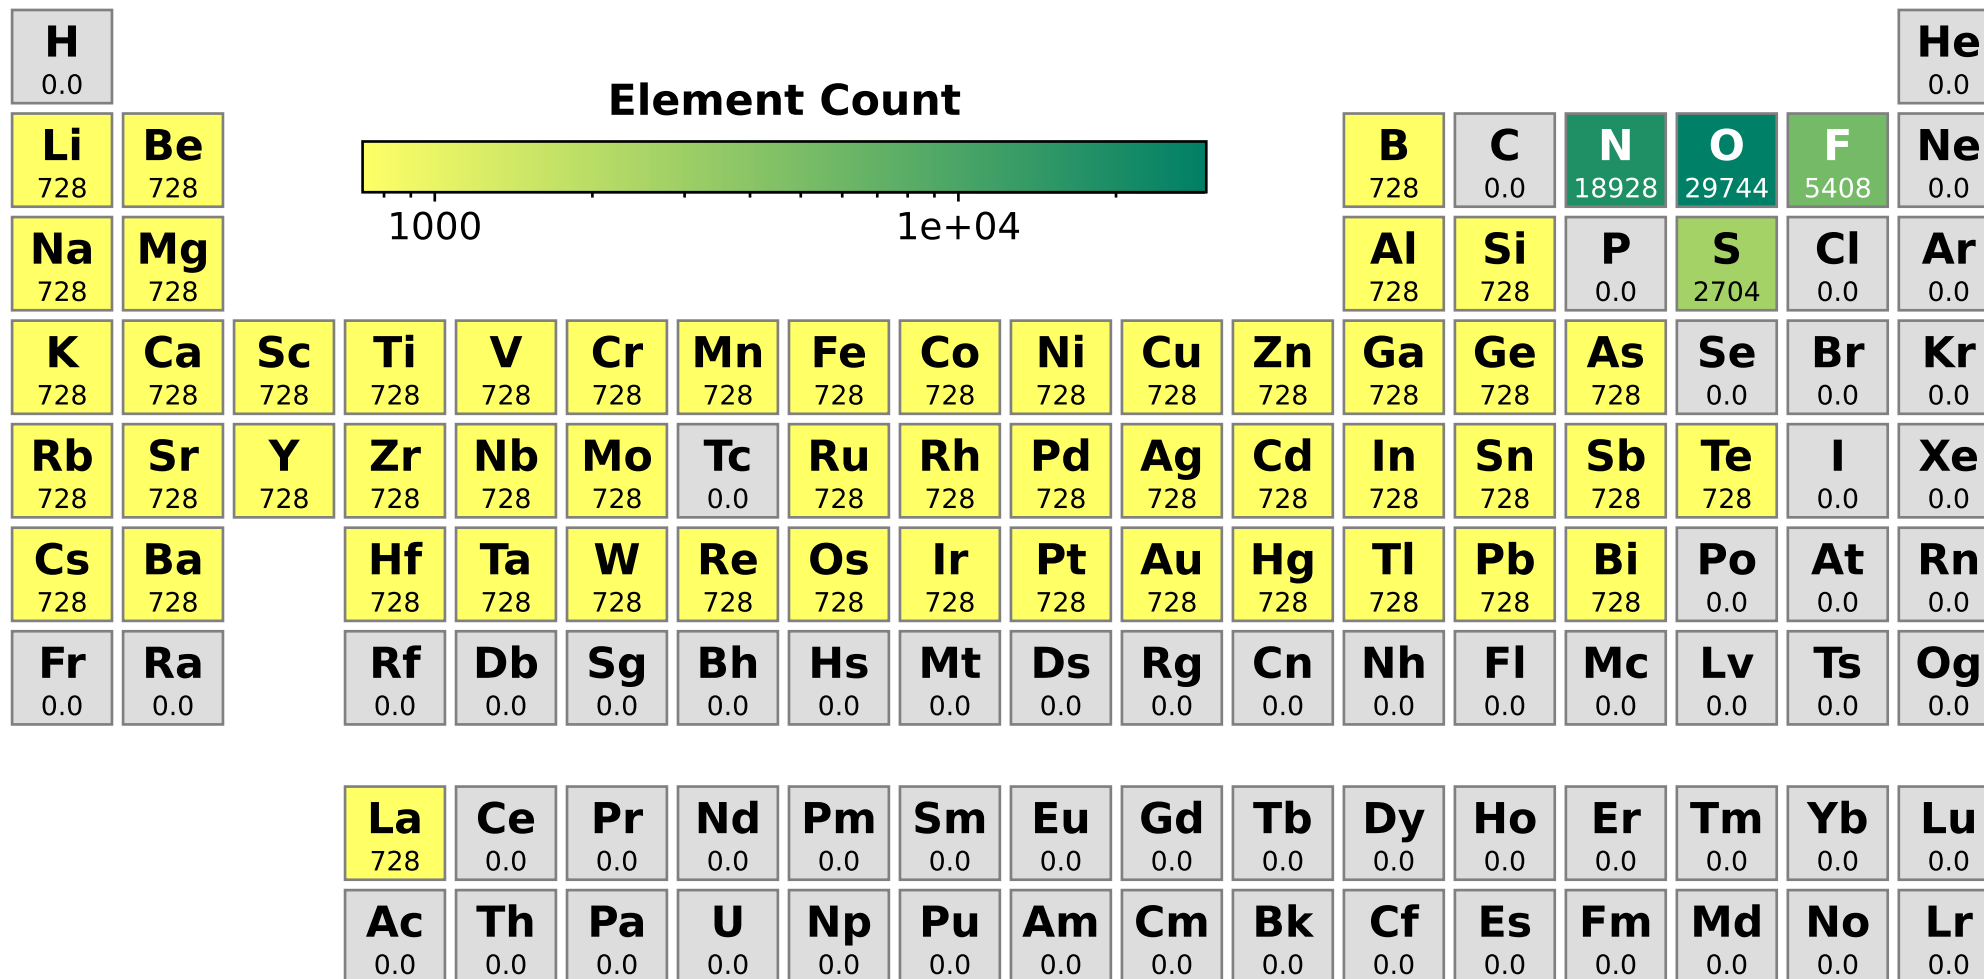 H He
0.0 0.0
Element Count
Li Be B C N O F Ne
728 728 728 0.0 18928 29744 5408 0.0
1000 1e+04
Na Mg Al Si P S Cl Ar
728 728 728 728 0.0 2704 0.0 0.0
K Ca Sc Ti V Cr Mn Fe Co Ni Cu Zn Ga Ge As Se Br Kr
728 728 728 728 728 728 728 728 728 728 728 728 728 728 728 0.0 0.0 0.0
Rb Sr Y Zr Nb Mo Tc Ru Rh Pd Ag Cd In Sn Sb Te I Xe
728 728 728 728 728 728 0.0 728 728 728 728 728 728 728 728 728 0.0 0.0
Cs Ba Hf Ta W Re Os Ir Pt Au Hg Tl Pb Bi Po At Rn
728 728 728 728 728 728 728 728 728 728 728 728 728 728 0.0 0.0 0.0
Fr Ra Rf Db Sg Bh Hs Mt Ds Rg Cn Nh Fl Mc Lv Ts Og
0.0 0.0 0.0 0.0 0.0 0.0 0.0 0.0 0.0 0.0 0.0 0.0 0.0 0.0 0.0 0.0 0.0
La Ce Pr Nd Pm Sm Eu Gd Tb Dy Ho Er Tm Yb Lu
728 0.0 0.0 0.0 0.0 0.0 0.0 0.0 0.0 0.0 0.0 0.0 0.0 0.0 0.0
Ac Th Pa U Np Pu Am Cm Bk Cf Es Fm Md No Lr
0.0 0.0 0.0 0.0 0.0 0.0 0.0 0.0 0.0 0.0 0.0 0.0 0.0 0.0 0.0